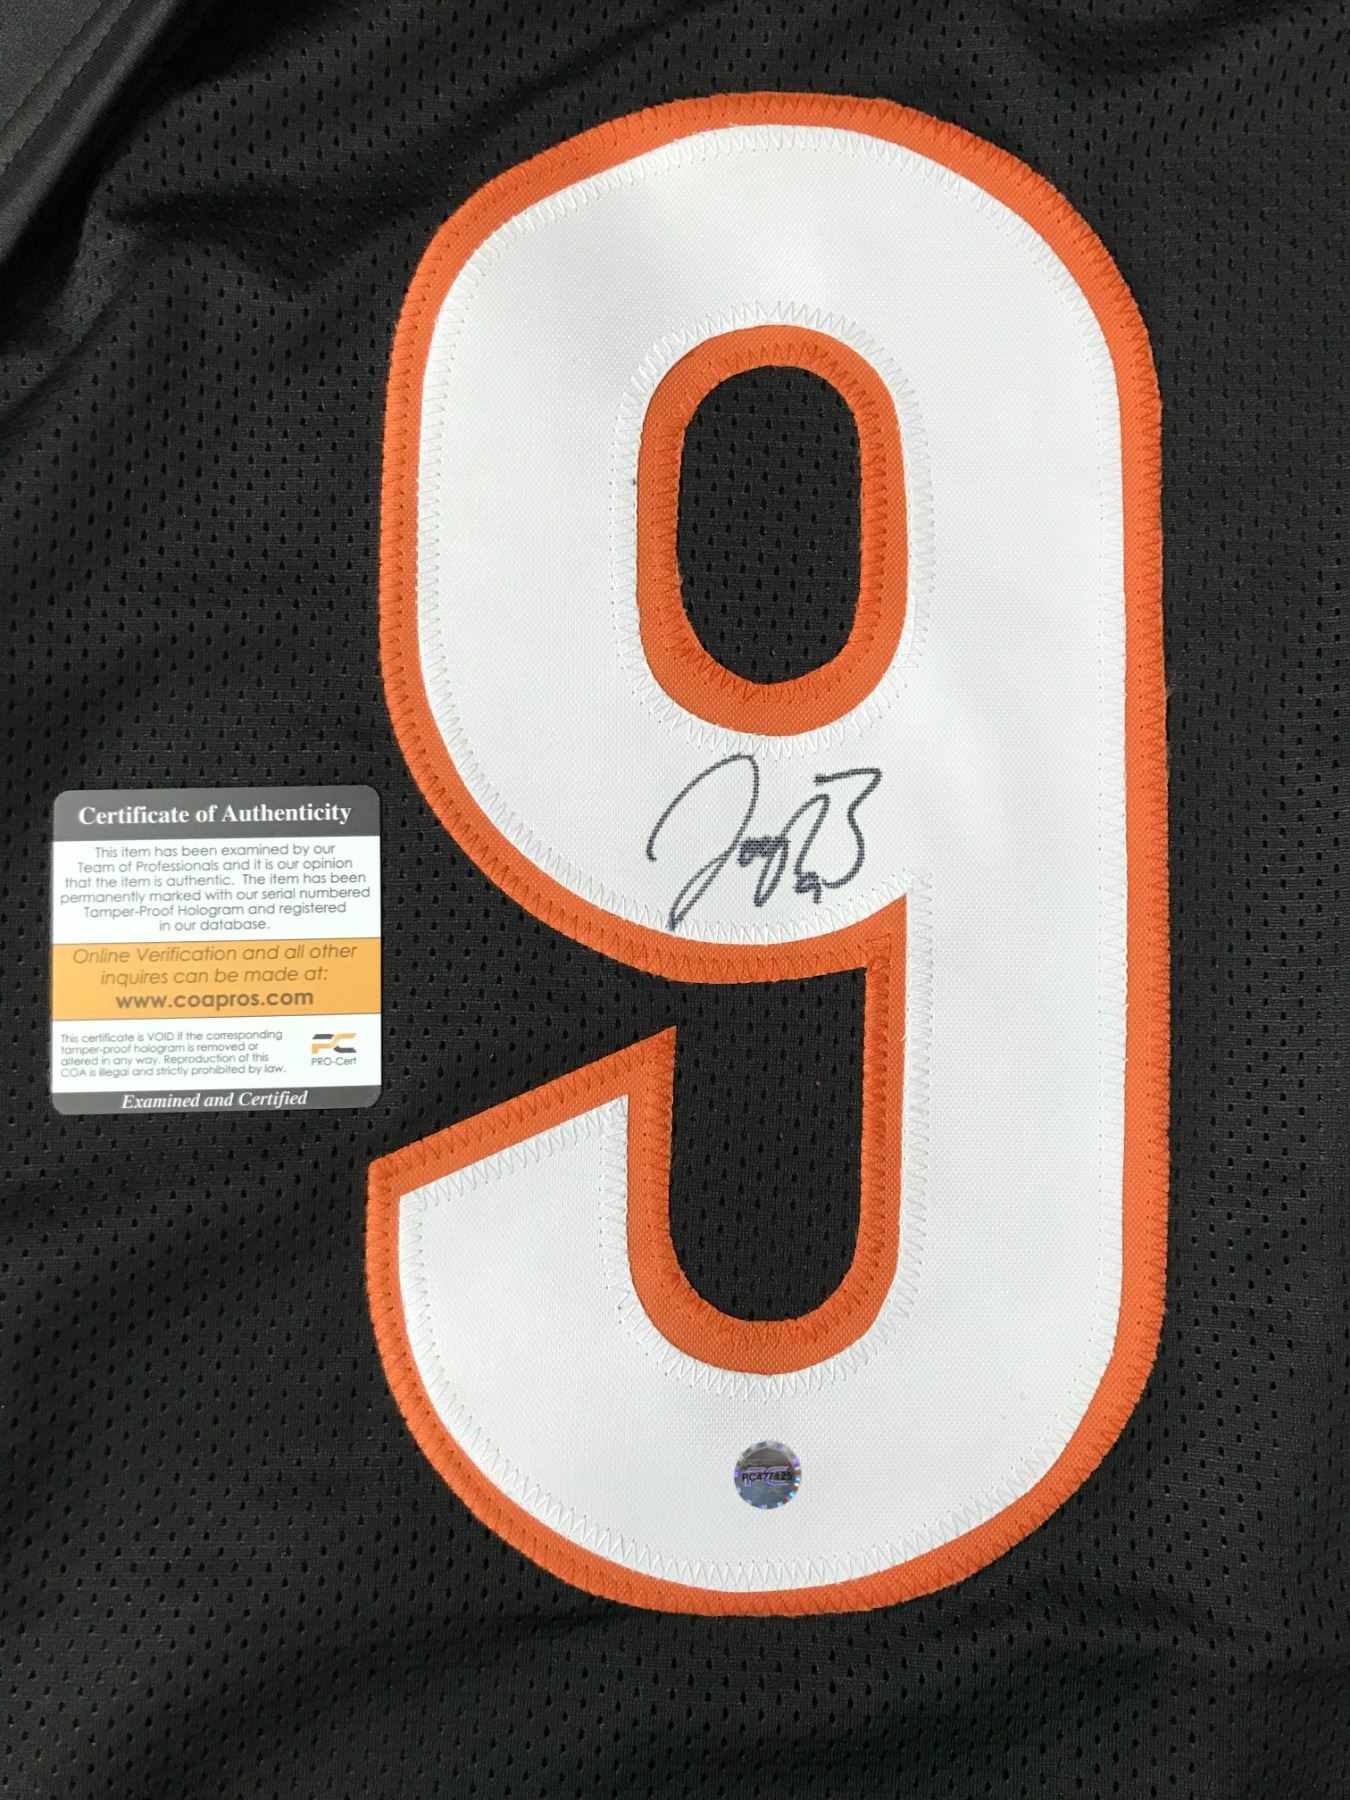 9
Certificate of Authenticity
This item has been examined by our
Team of Professionals and it is our opinion
that the item is authentic. The item has been
permanently marked with our serial numbered
Tamper-Proof Hologram and registered
in our database.
Online Verification and all other
inquires can be made at:
www.coapros.com
This certificate is VOID if the corresponding
tamper-proof hologram is removed or
altered in any way. Reproduction of this
COA is illegal and strictly prohibited by law.
PC
PRO-Cert
Examined and Certified
PC477425